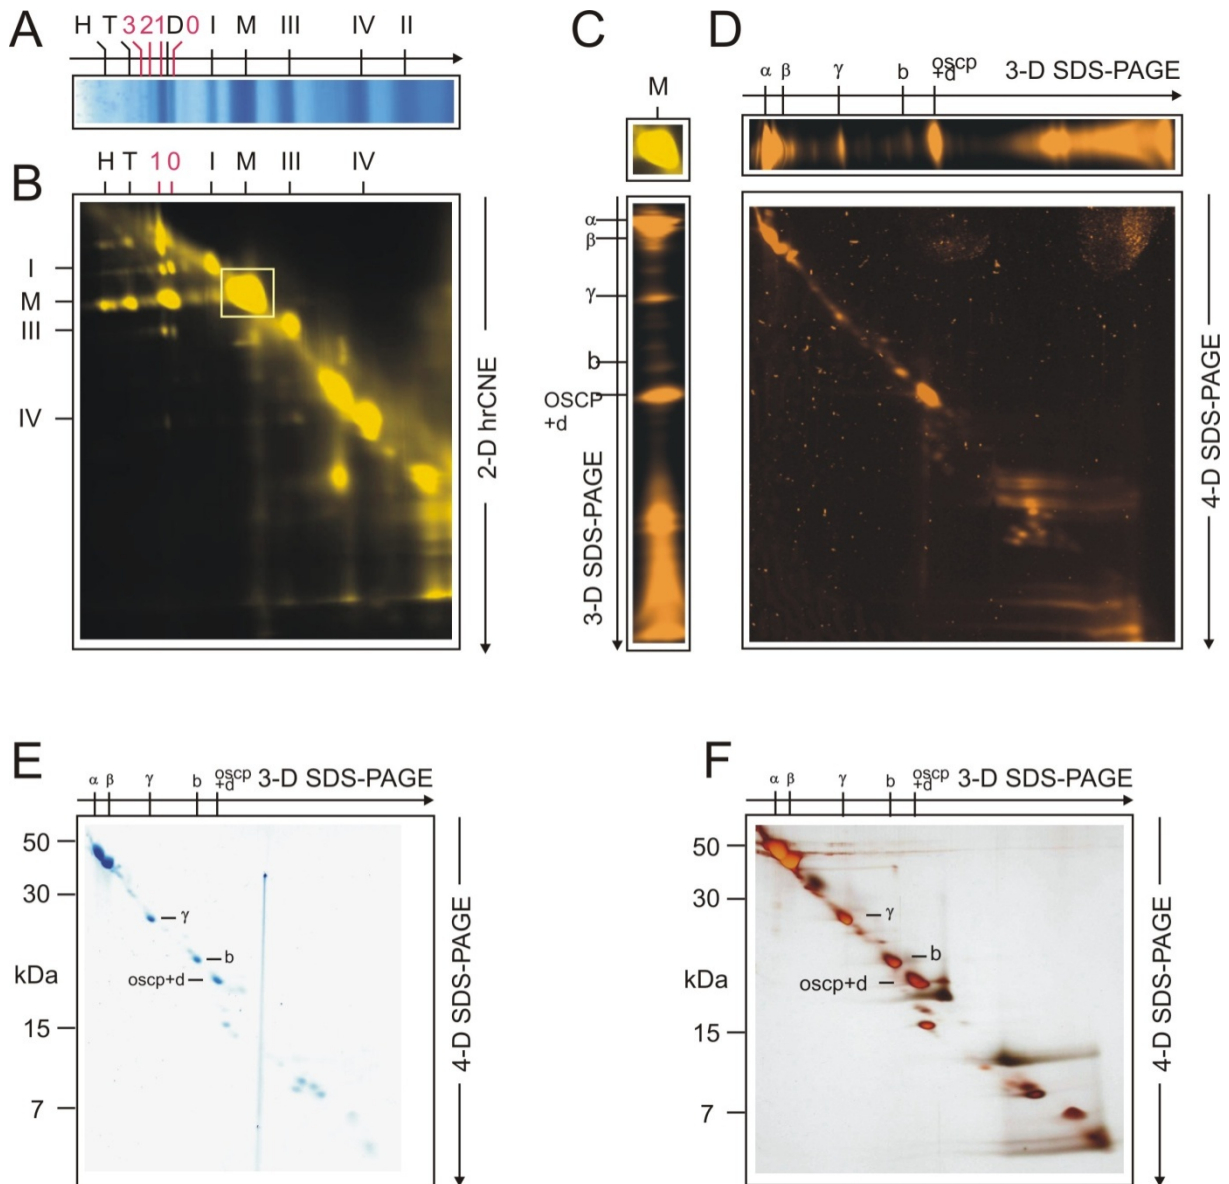 A
H T 3 2 1 D 0 I M III IV II
B
H T 1 0 I M III IV
I
M
III
IV
2-D hrCNE
C
M
α
β
γ
b
OSCP
+d
3-D SDS-PAGE
D
α β γ b oscp
+d
3-D SDS-PAGE
4-D SDS-PAGE
E
α β γ b oscp
+d
3-D SDS-PAGE
50
30
kDa
15
7
γ
b
oscp+d
4-D SDS-PAGE
F
α β γ b oscp
+d
3-D SDS-PAGE
50
30
kDa
15
7
γ
b
oscp+d
4-D SDS-PAGE